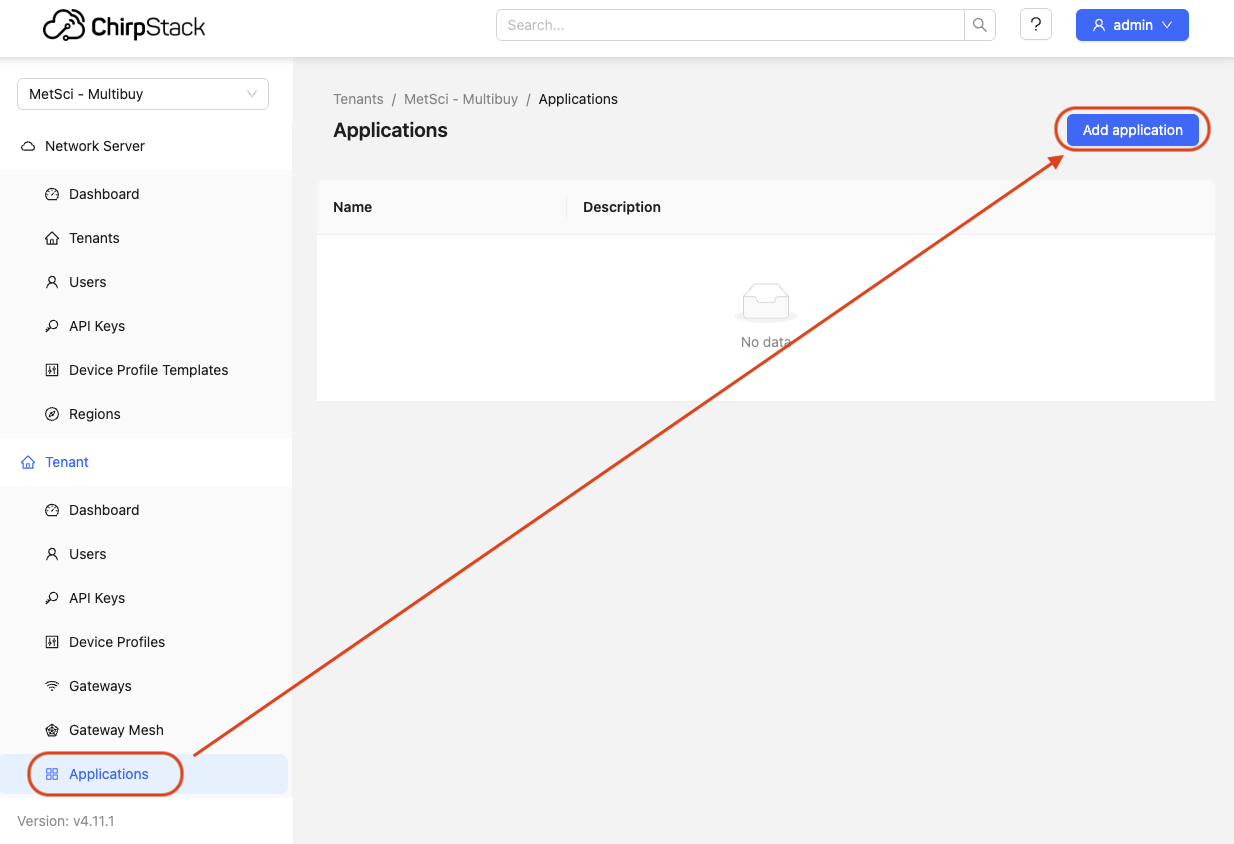 ChirpStack
Search...
?
admin
MetSci - Multibuy
Network Server
Dashboard
Tenants
Users
API Keys
Device Profile Templates
Regions
Tenant
Dashboard
Users
API Keys
Device Profiles
Gateways
Gateway Mesh
Applications
Version: v4.11.1
Tenants / MetSci - Multibuy / Applications
Applications
Add application
Name Description
No data